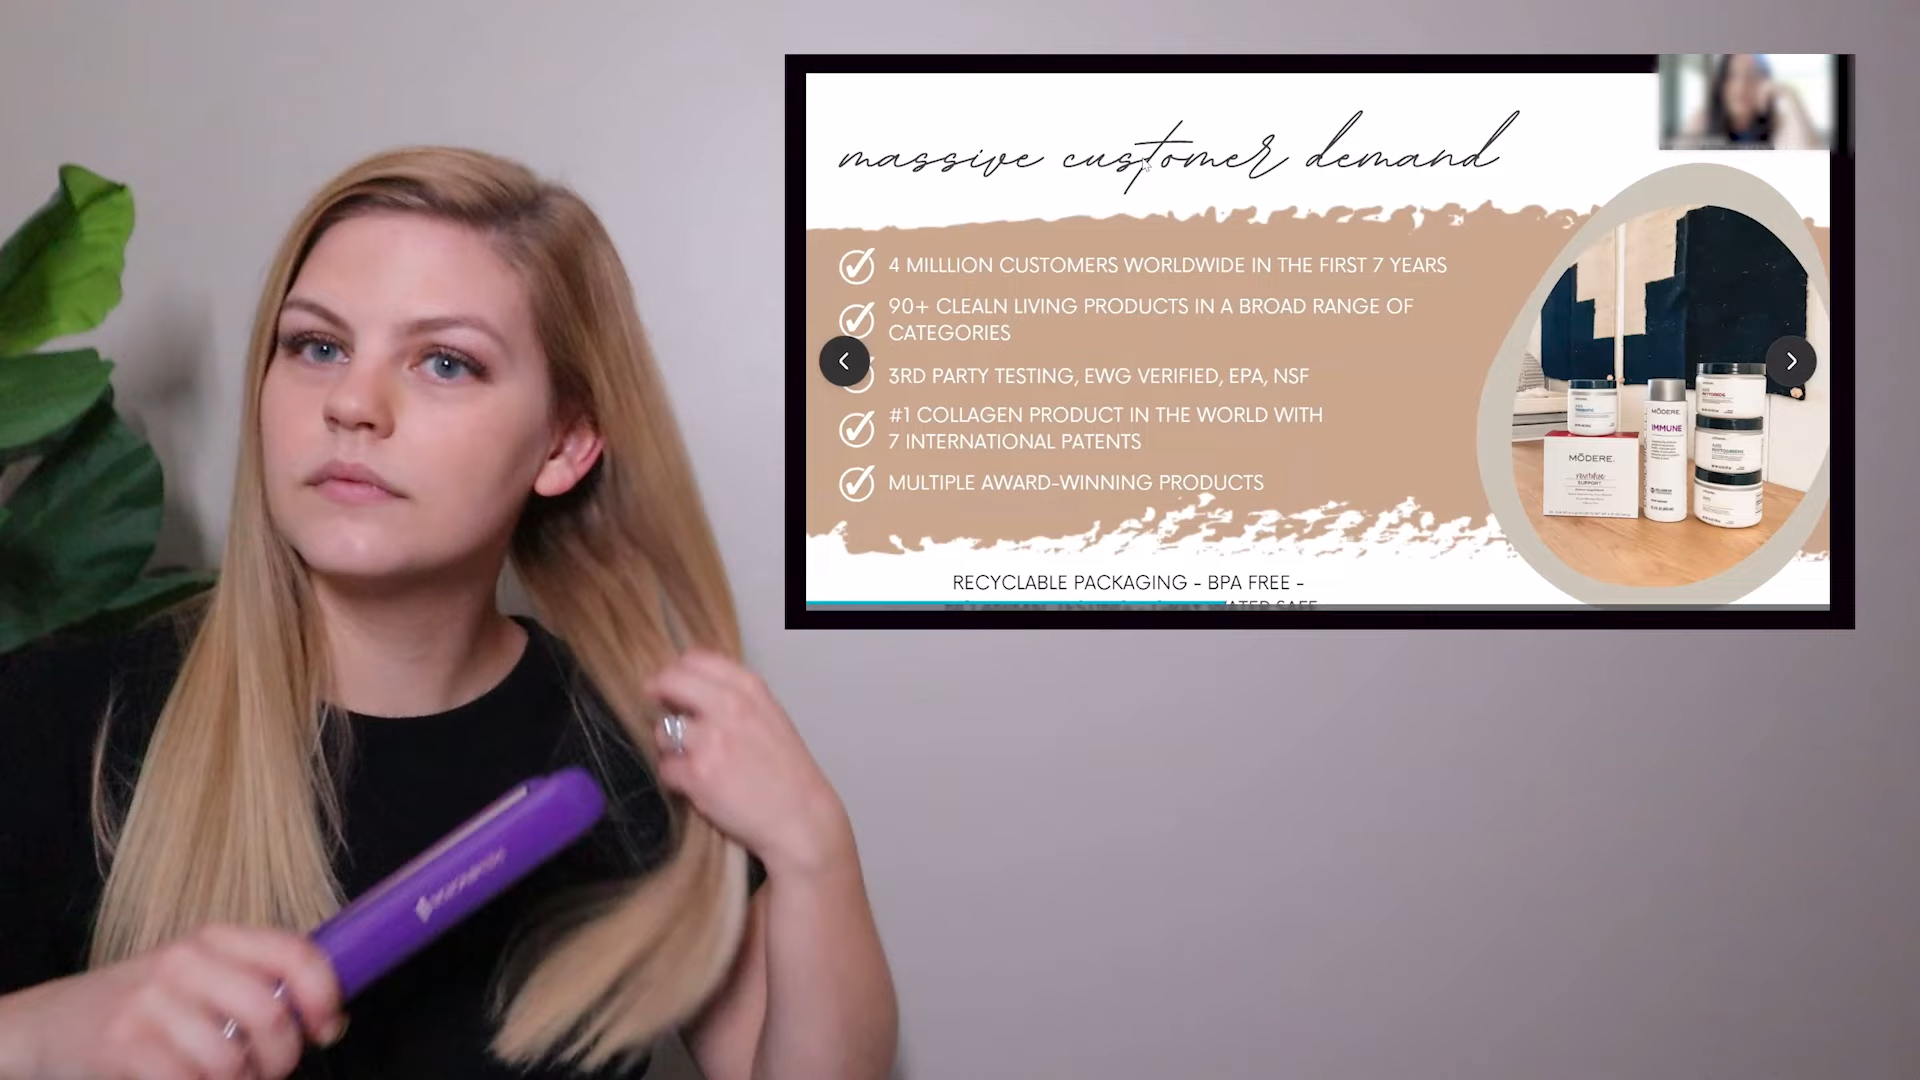 massive customer demand
4 MILLLION CUSTOMERS WORLDWIDE IN THE FIRST 7 YEARS
90+ CLEALN LIVING PRODUCTS IN A BROAD RANGE OF
CATEGORIES
3RD PARTY TESTING, EWG VERIFIED, EPA, NSF
#1 COLLAGEN PRODUCT IN THE WORLD WITH
7 INTERNATIONAL PATENTS
MULTIPLE AWARD-WINNING PRODUCTS
RECYCLABLE PACKAGING - BPA FREE -
MODERE.
IMMUNE
MODERE.
SUPPORT